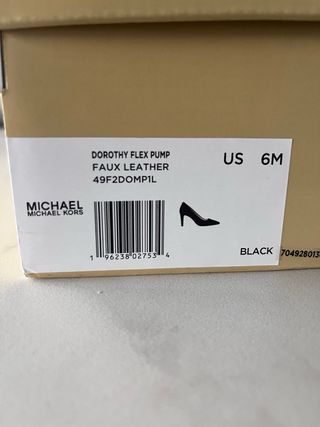 DOROTHY FLEX PUMP
US 6M
FAUX LEATHER
49F2DOMP1L
MICHAEL
MICHAEL KORS
1 96238 02753 4
BLACK